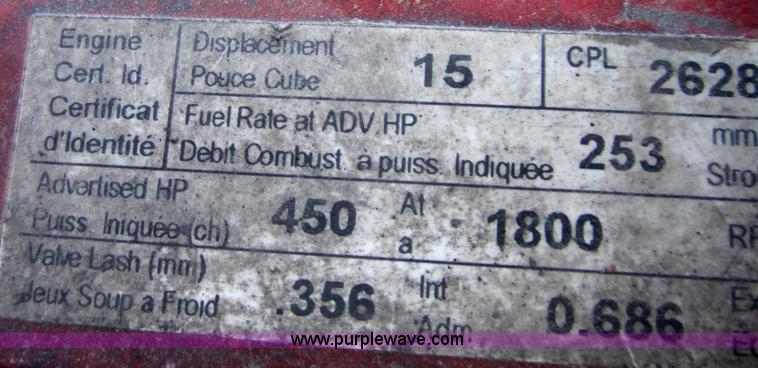 Engine
Cert. Id.
Certificat
d'Identité
Displacement
Pouce Cube
15
CPL 2628
Fuel Rate at ADV HP
Debit Combust. à puiss. Indiquée
253
mm
Stro
Advertised HP
Puiss. Iniquée (ch)
450
At
a
1800
Valve Lash (mm)
Jeux Soup a Froid
.356
Int
Adm.
0.686
Ex
www.purplewave.com